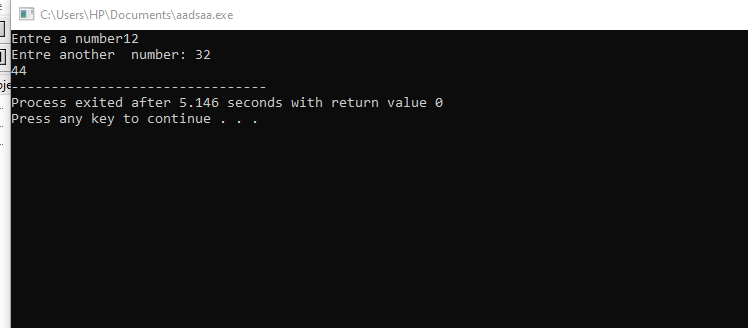 C:\Users\HP\Documents\aadsaa.exe
Entre a number12
Entre another  number: 32
44
--------------------------------
Process exited after 5.146 seconds with return value 0
Press any key to continue . . .